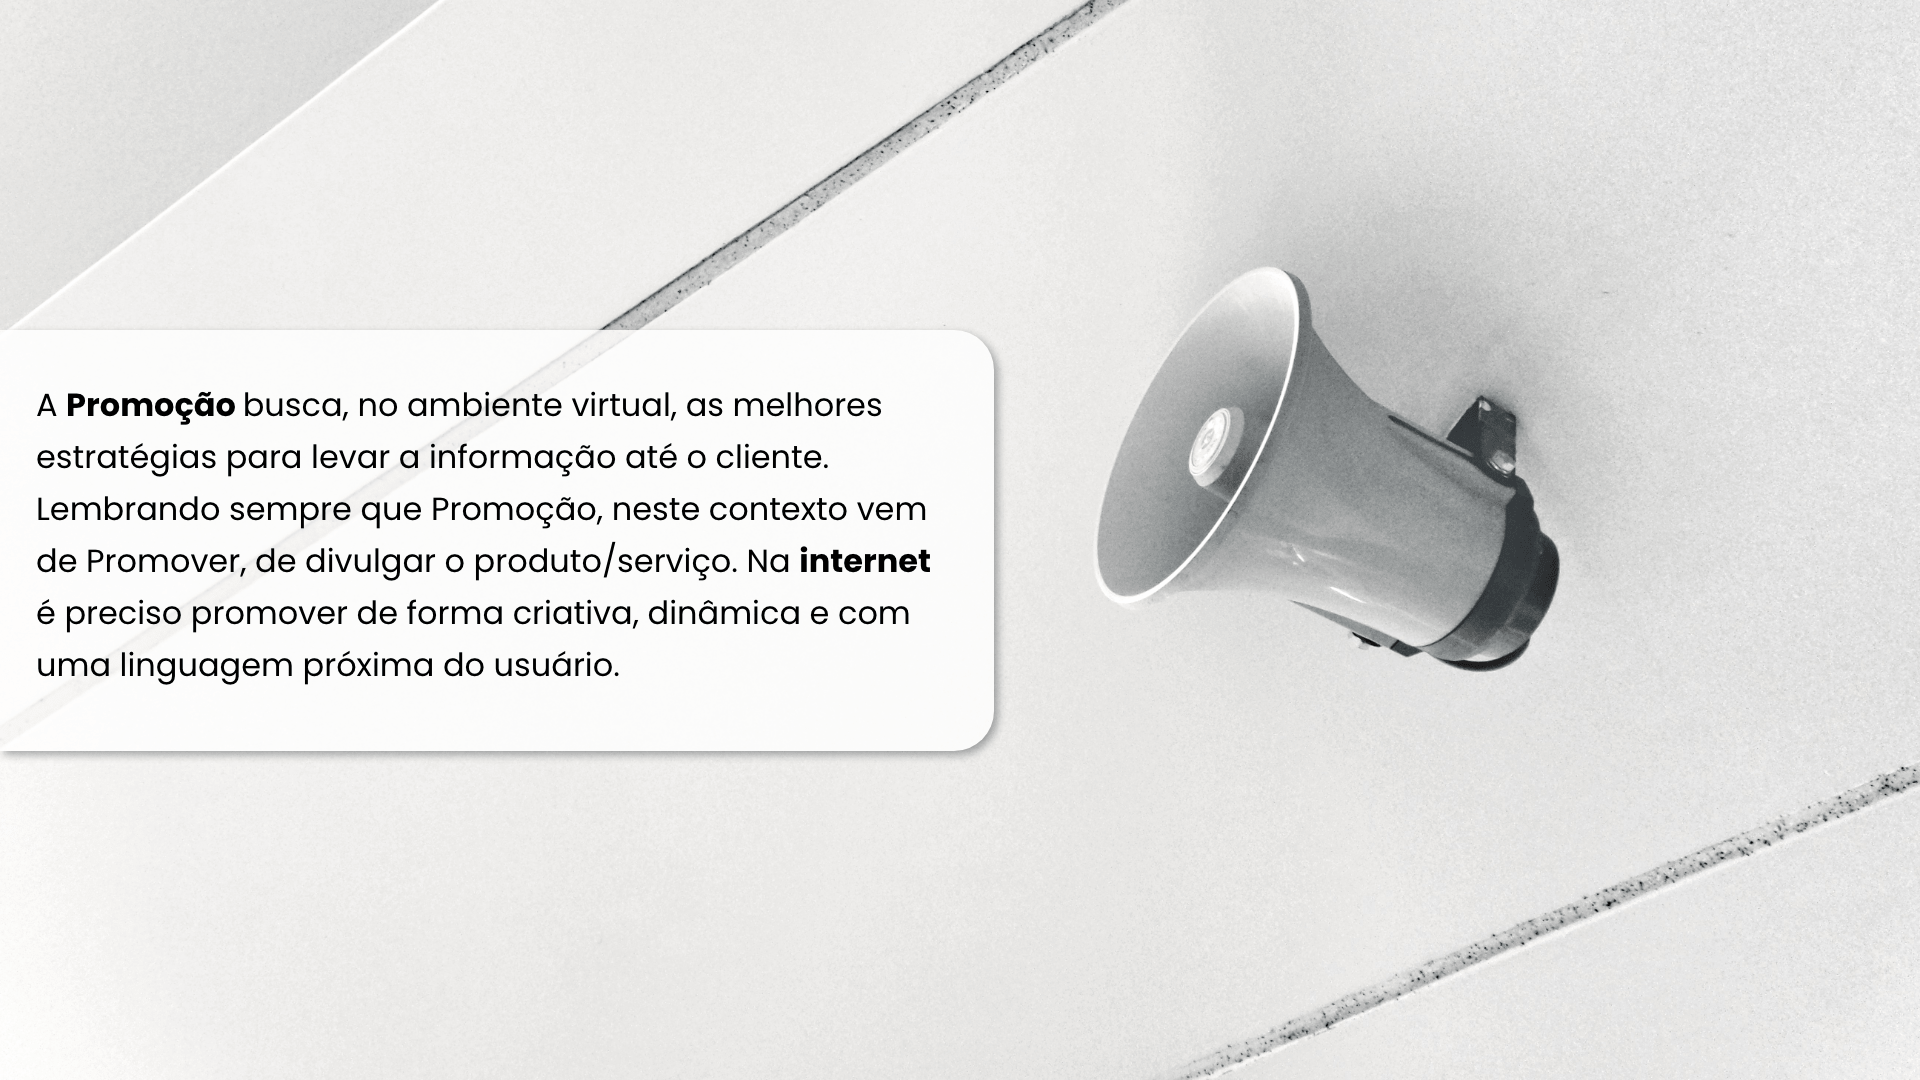 A Promoção busca, no ambiente virtual, as melhores
estratégias para levar a informação até o cliente.
Lembrando sempre que Promoção, neste contexto vem
de Promover, de divulgar o produto/serviço. Na internet
é preciso promover de forma criativa, dinâmica e com
uma linguagem próxima do usuário.